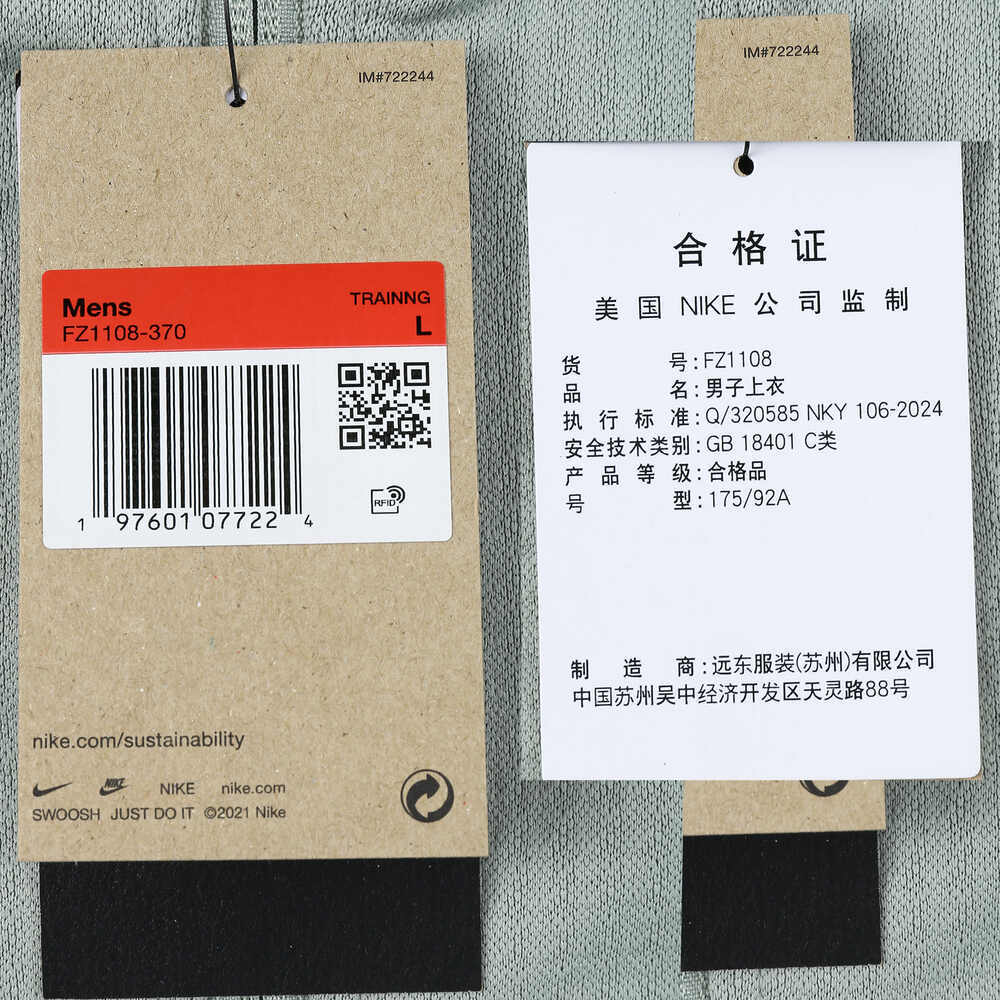 IM#722244
Mens
TRAINNG
FZ1108-370
L
RFID
1 97601 07722 4
nike.com/sustainability
NIKE NIKE nike.com
SWOOSH JUST DO IT ©2021 Nike
IM#722244
合格证
美国NIKE公司监制
货号:FZ1108
品名:男子上衣
执行标准:Q/320585 NKY 106-2024
安全技术类别:GB 18401 C类
产品等级:合格品
号型:175/92A
制造商:远东服装(苏州)有限公司
中国苏州吴中经济开发区天灵路88号